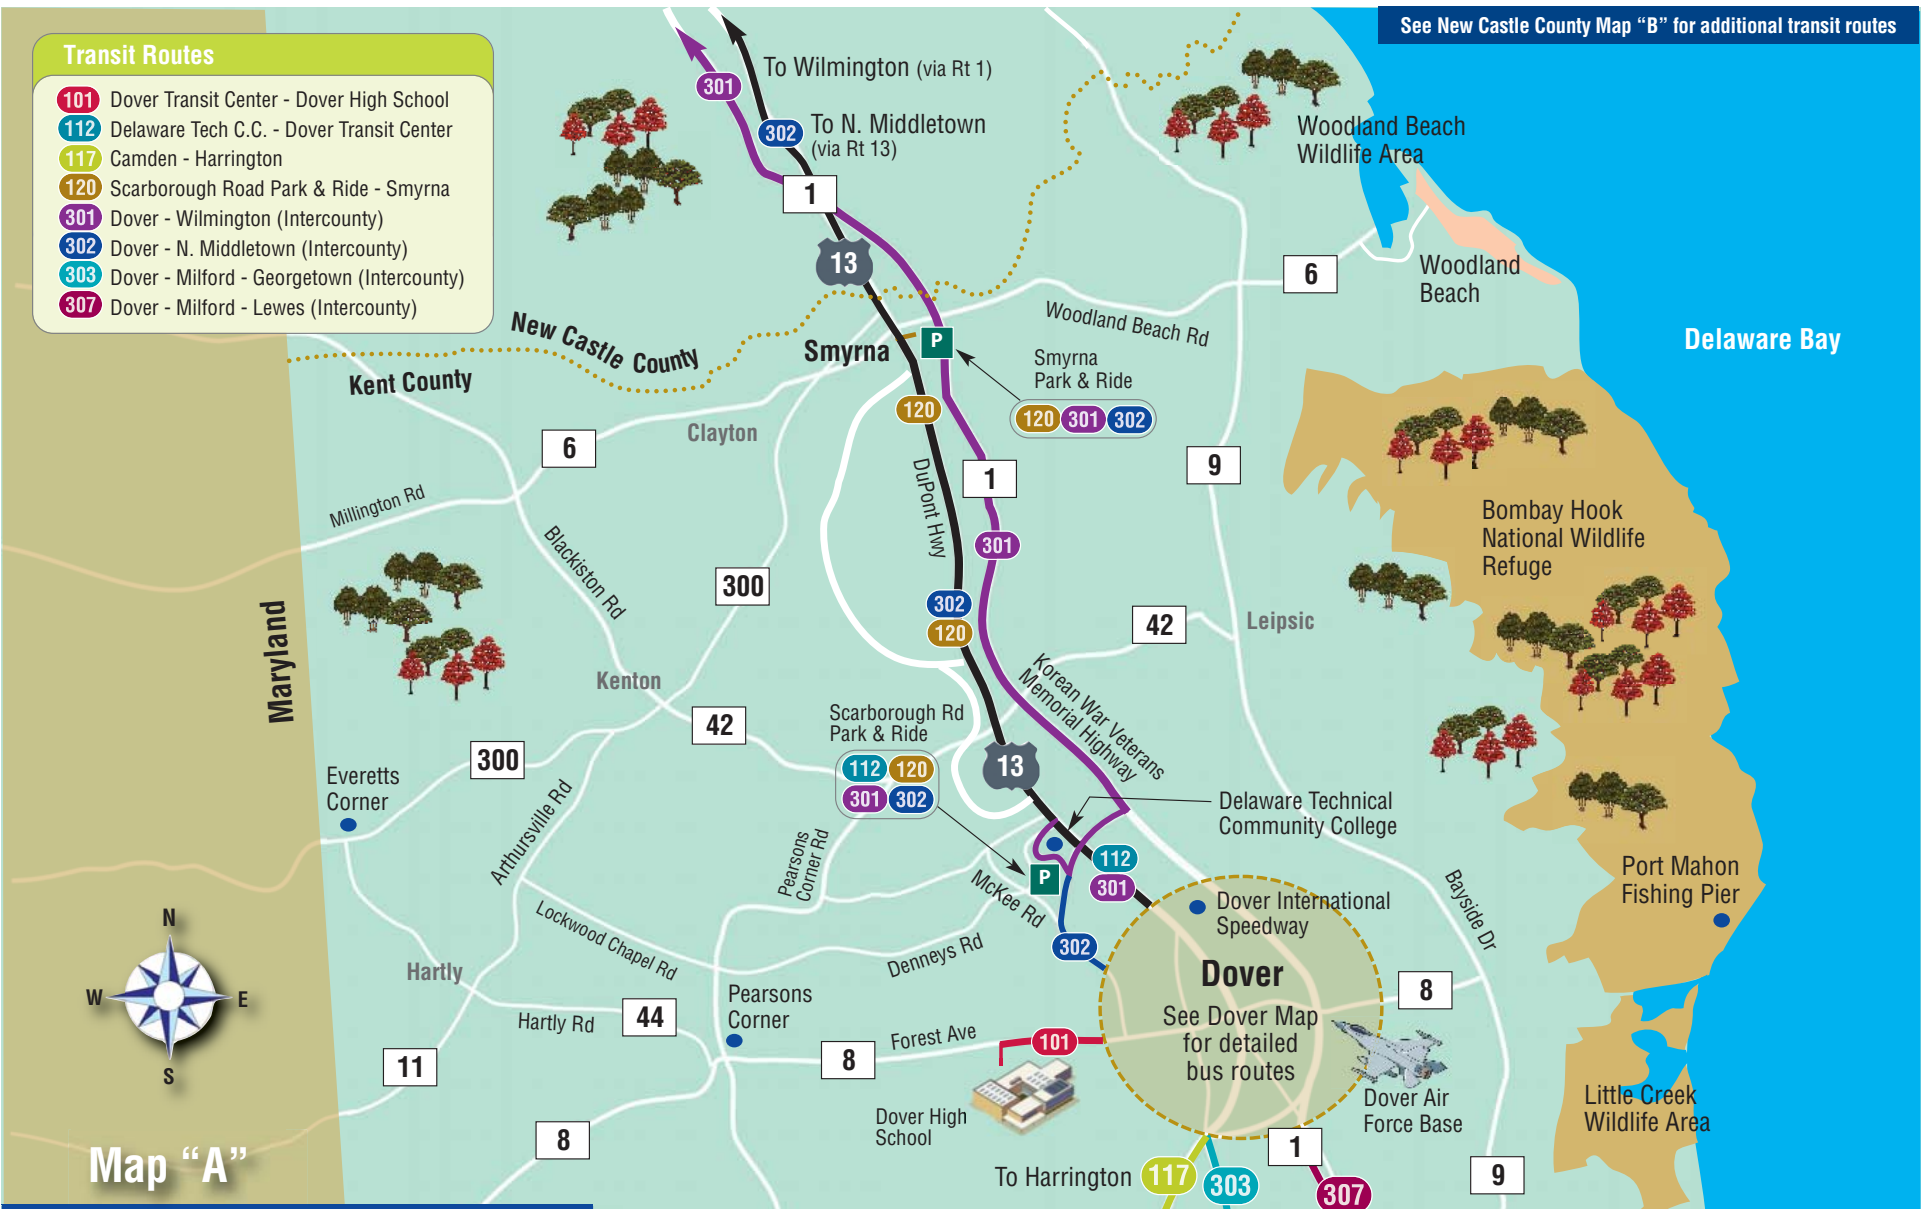 See New Castle County Map “B” for additional transit routes
Transit Routes
101 Dover Transit Center - Dover High School
112 Delaware Tech C.C. - Dover Transit Center
117 Camden - Harrington
120 Scarborough Road Park & Ride - Smyrna
301 Dover - Wilmington (Intercounty)
302 Dover - N. Middletown (Intercounty)
303 Dover - Milford - Georgetown (Intercounty)
307 Dover - Milford - Lewes (Intercounty)
To Wilmington (via Rt 1)
301
302
To N. Middletown
(via Rt 13)
1
13
Woodland Beach
Wildlife Area
6
Woodland
Beach
Woodland Beach Rd
Delaware Bay
New Castle County
Kent County
Smyrna
P
Smyrna
Park & Ride
120 301 302
120
Clayton
6
DuPont Hwy
1
9
Millington Rd
Bombay Hook
National Wildlife
Refuge
Blackiston Rd
301
300
302
120
42
Leipsic
Maryland
Kenton
Korean War Veterans
Memorial Highway
42
Scarborough Rd
Park & Ride
112 120
301 302
300
13
Everetts
Corner
Arthursville Rd
Delaware Technical
Community College
Pearsons
Corner Rd
112
301
P
McKee Rd
Port Mahon
Fishing Pier
Bayside Dr
Dover International
Speedway
Lockwood Chapel Rd
Denneys Rd
302
Hartly
Dover
See Dover Map
for detailed
bus routes
8
N
W
E
S
Pearsons
Corner
Hartly Rd
44
Forest Ave
101
8
11
Dover High
School
Dover Air
Force Base
Little Creek
Wildlife Area
8
1
9
To Harrington
117
303
307
Map “A”